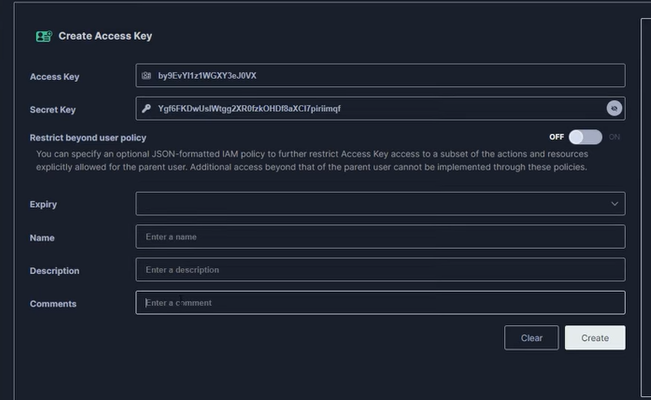 Create Access Key
Access Key
by9EvYI1z1WGXY3eJ0VX
Secret Key
Ygf6FKDwUslWtgg2XR0fzkOHDf8aXCl7piriimqf
Restrict beyond user policy
OFF ON
You can specify an optional JSON-formatted IAM policy to further restrict Access Key access to a subset of the actions and resources
explicitly allowed for the parent user. Additional access beyond that of the parent user cannot be implemented through these policies.
Expiry
Name
Enter a name
Description
Enter a description
Comments
Enter a comment
Clear
Create